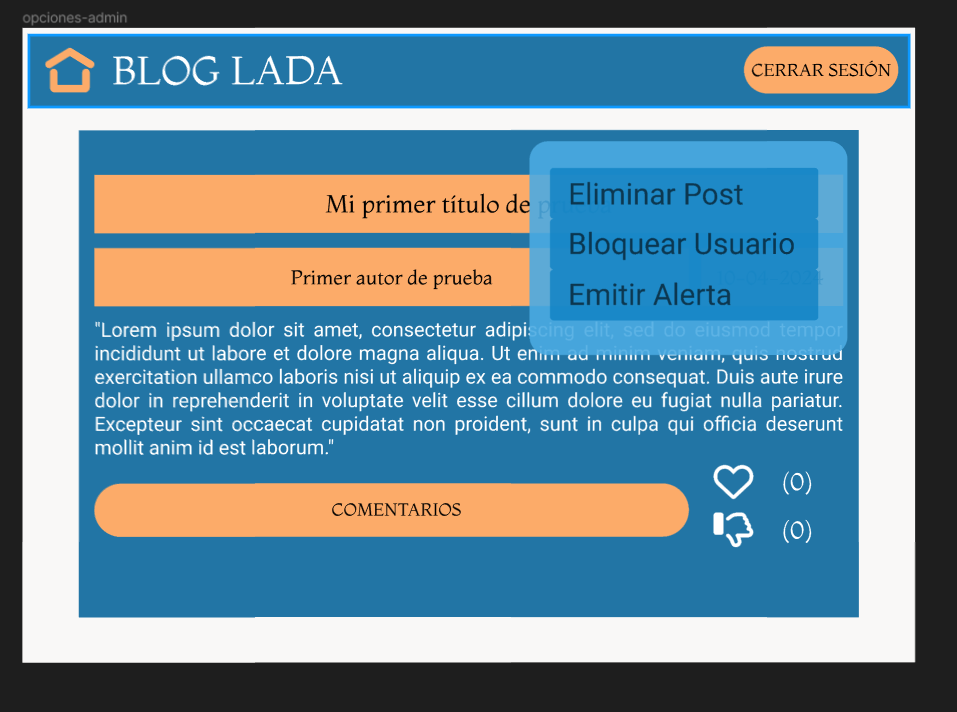 opciones-admin
BLOG LADA
CERRAR SESIÓN
Mi primer título de prueba
Eliminar Post
Bloquear Usuario
Emitir Alerta
Primer autor de prueba
"Lorem ipsum dolor sit amet, consectetur adipiscing elit, sed do eiusmod tempor
incididunt ut labore et dolore magna aliqua. Ut enim ad minim veniam, quis nostrud
exercitation ullamco laboris nisi ut aliquip ex ea commodo consequat. Duis aute irure
dolor in reprehenderit in voluptate velit esse cillum dolore eu fugiat nulla pariatur.
Excepteur sint occaecat cupidatat non proident, sunt in culpa qui officia deserunt
mollit anim id est laborum."
COMENTARIOS
(0)
(0)